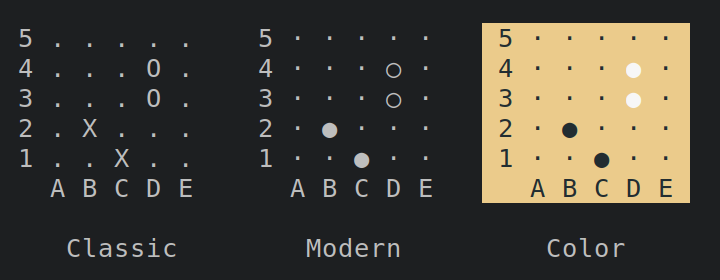 5 . . . . .
4 . . . O .
3 . . . O .
2 . X . . .
1 . . X . .
A B C D E
Classic
5 · · · · ·
4 · · · ○ ·
3 · · · ○ ·
2 · ● · · ·
1 · · ● · ·
A B C D E
Modern
5 · · · · ·
4 · · · ● ·
3 · · · ● ·
2 · ● · · ·
1 · · ● · ·
A B C D E
Color